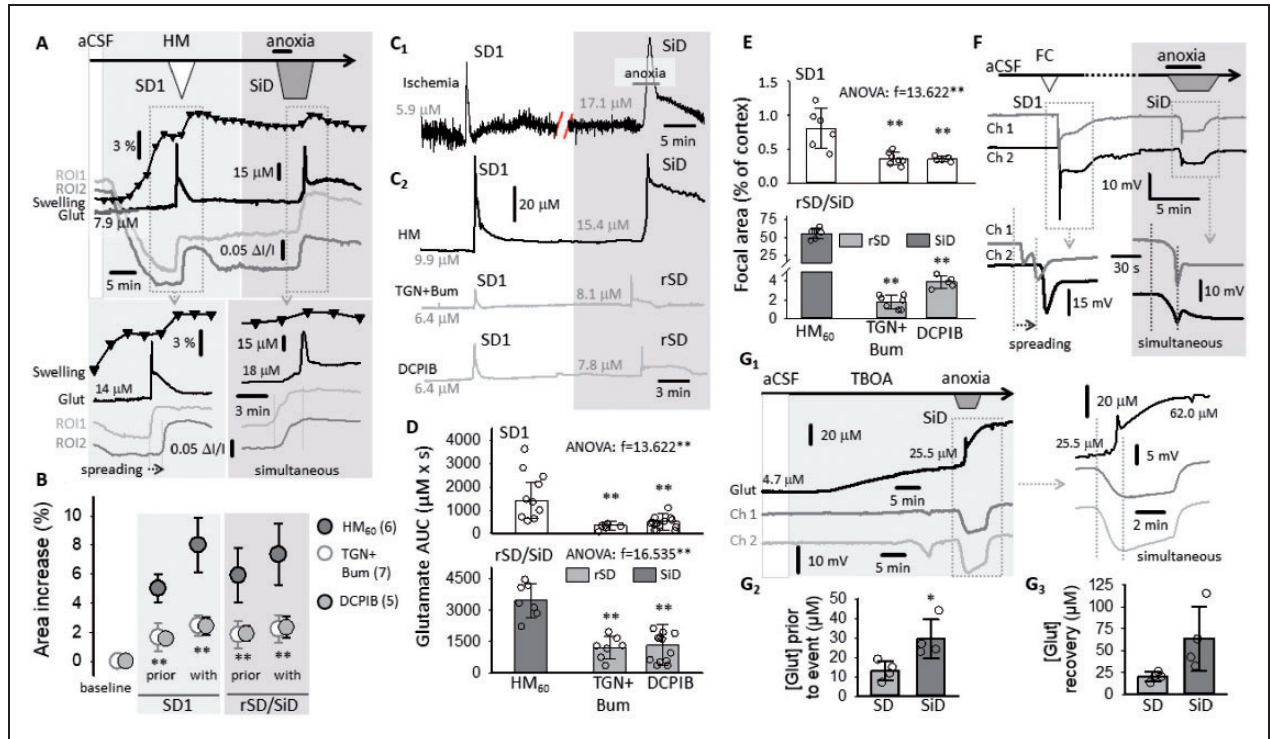 A
aCSF HM anoxia
SD1 SiD
3 %
15 µM
ROI1
ROI2
Swelling
Glut
7.9 µM
0.05 ΔI/I
5 min
3 %
15 µM
Swelling
14 µM
18 µM
Glut
3 min
ROI1
ROI2
0.05 ΔI/I
spreading
simultaneous
B
Area increase (%)
10
8
6
4
2
0
HM60 (6)
TGN+
Bum (7)
DCPIB (5)
** ** ** **
baseline
prior with prior with
SD1 rSD/SiD
C1
SD1
SiD
Ischemia
anoxia
5.9 µM
17.1 µM
5 min
C2
SD1
SiD
20 µM
HM
9.9 µM
15.4 µM
TGN+Bum
SD1
8.1 µM
rSD
6.4 µM
DCPIB
SD1
7.8 µM
rSD
6.4 µM
3 min
D
Glutamate AUC (µM x s)
SD1
ANOVA: f=13.622**
4000
3000
2000
1000
0
** **
rSD/SiD
ANOVA: f=16.535**
rSD SiD
4500
3000
1500
0
** **
HM60 TGN+ DCPIB
Bum
E
Focal area (% of cortex)
SD1
ANOVA: f=13.622**
1.5
1.0
0.5
0.0
** **
rSD/SiD
75
50
25
4
2
0
rSD SiD
** **
HM60 TGN+ DCPIB
Bum
F
FC anoxia
aCSF
SD1
SiD
Ch 1
Ch 2
10 mV
5 min
Ch 1
Ch 2
30 s
15 mV
10 mV
spreading
simultaneous
G1
aCSF TBOA anoxia
SiD
20 µM
25.5 µM
4.7 µM
Glut
5 min
Ch 1
Ch 2
10 mV
5 min
20 µM
62.0 µM
25.5 µM
5 mV
2 min
simultaneous
G2
[Glut] prior
to event (µM)
50
40
30
20
10
0
*
SD SiD
G3
[Glut]
recovery (µM)
125
100
75
50
25
0
SD SiD